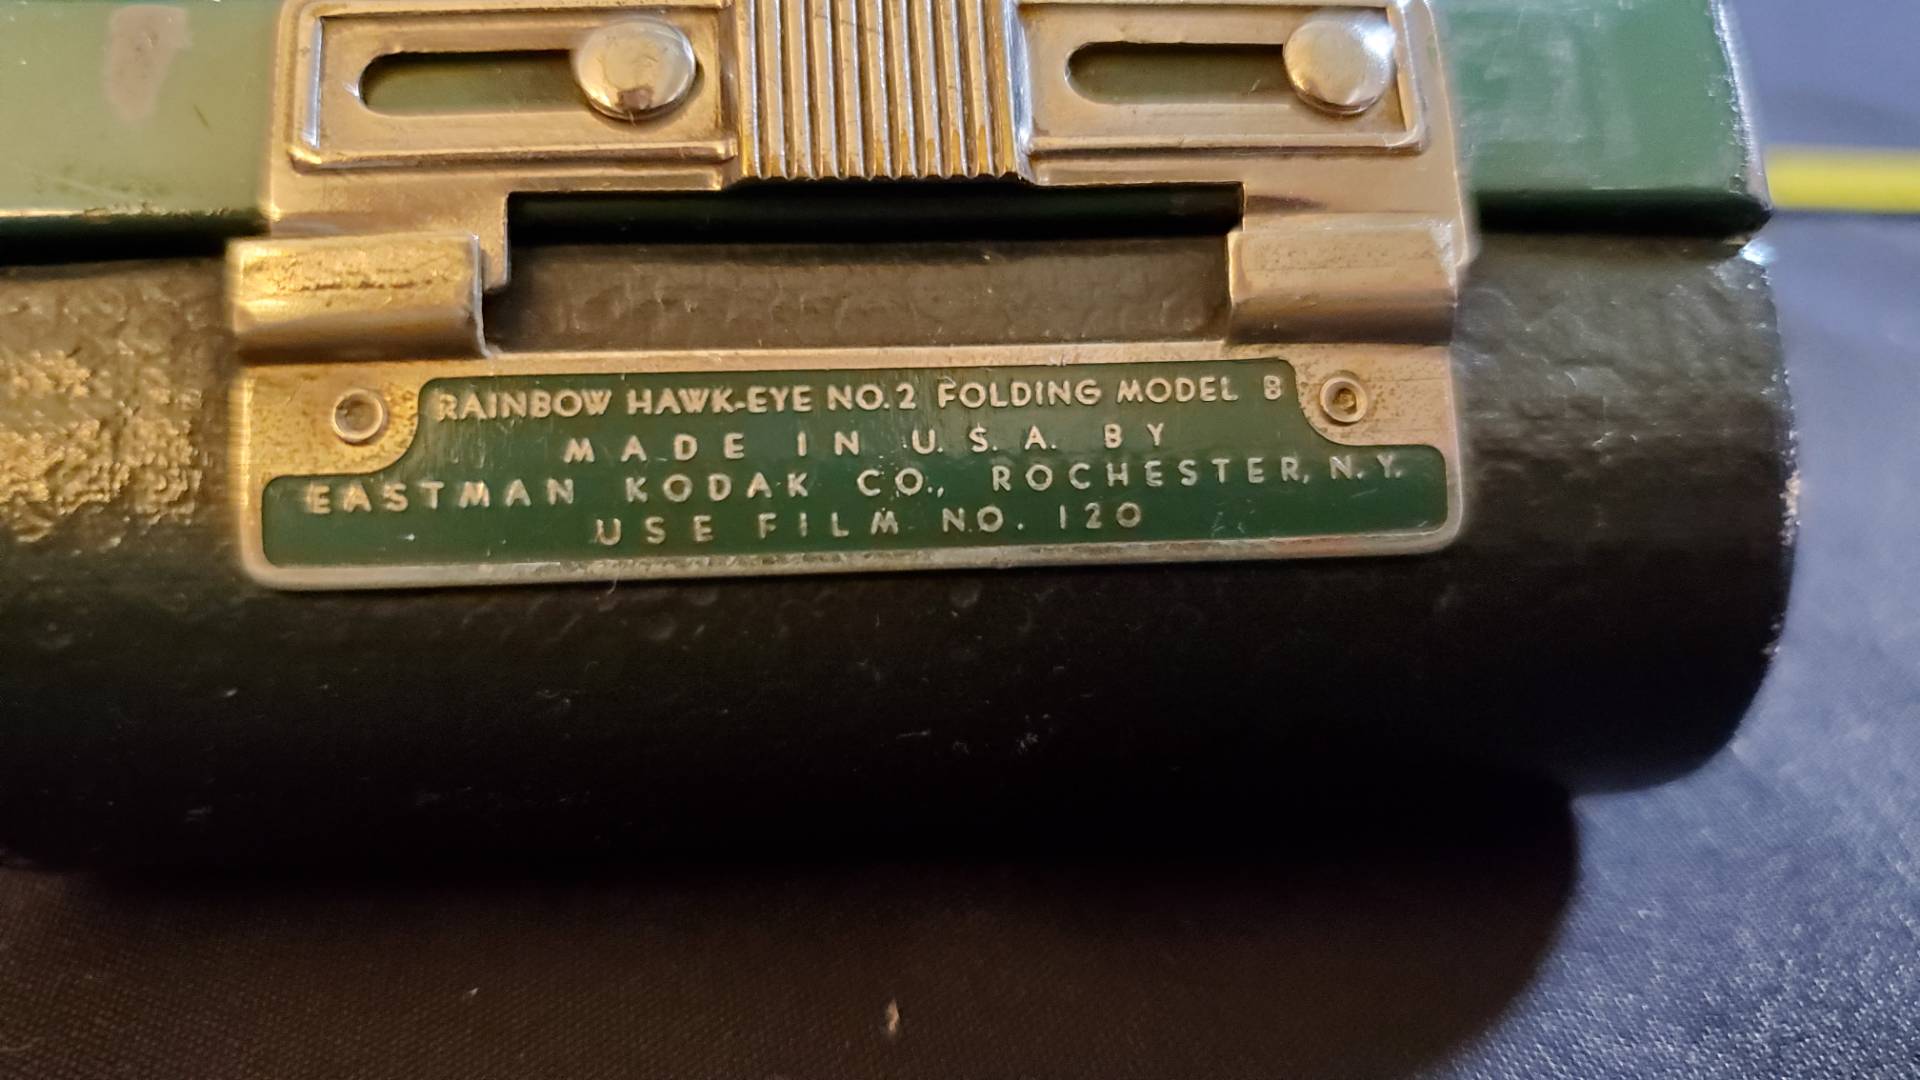 RAINBOW HAWK-EYE NO.2 FOLDING MODEL B
MADE IN U.S.A. BY
EASTMAN KODAK CO., ROCHESTER, N.Y.
USE FILM NO. 120